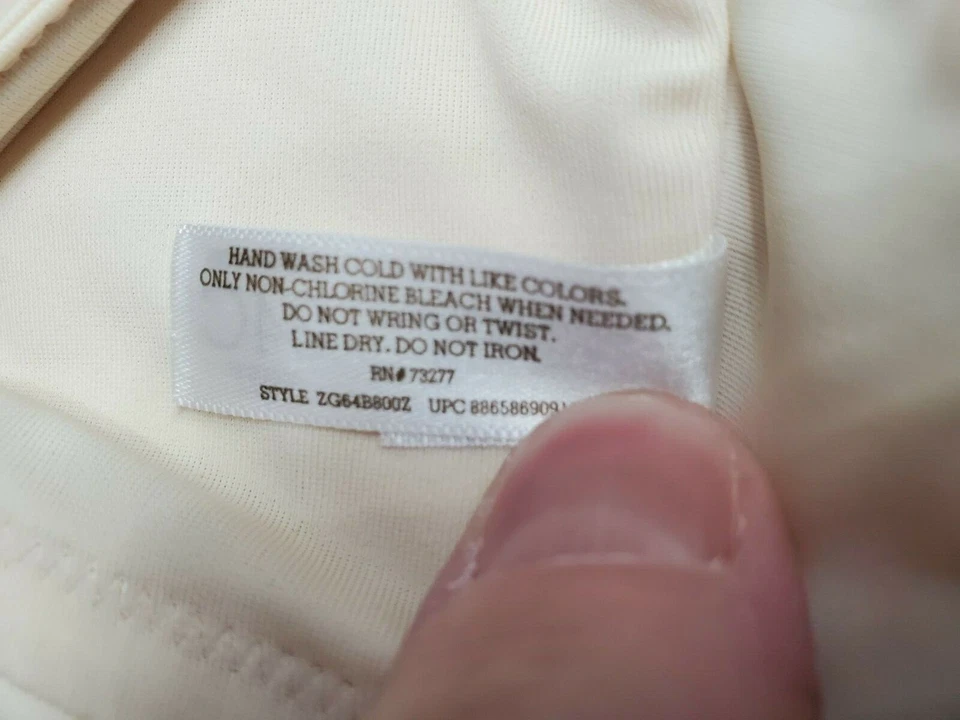 HAND WASH COLD WITH LIKE COLORS.
ONLY NON-CHLORINE BLEACH WHEN NEEDED.
DO NOT WRING OR TWIST.
LINE DRY. DO NOT IRON.
RN# 73277
STYLE ZG64B800Z UPC